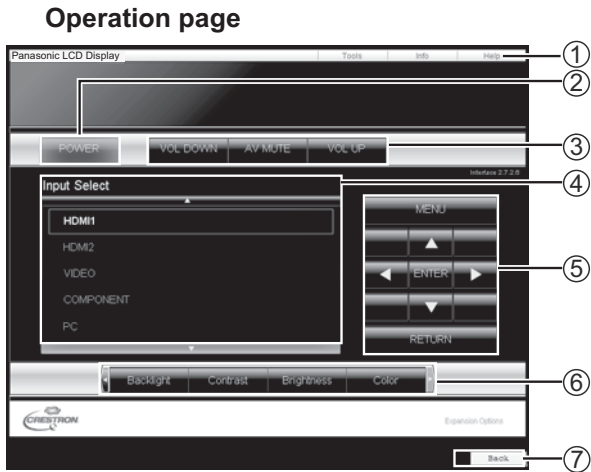 Operation page
Panasonic LCD Display
Tools Info Help
①
②
POWER VOL DOWN AV MUTE VOL UP
③
Interface 2.7.2.6
Input Select
④
HDMI1
HDMI2
VIDEO
COMPONENT
PC
MENU
ENTER
RETURN
⑤
Backlight Contrast Brightness Color
⑥
CRESTRON
Expansion Options
Back
⑦